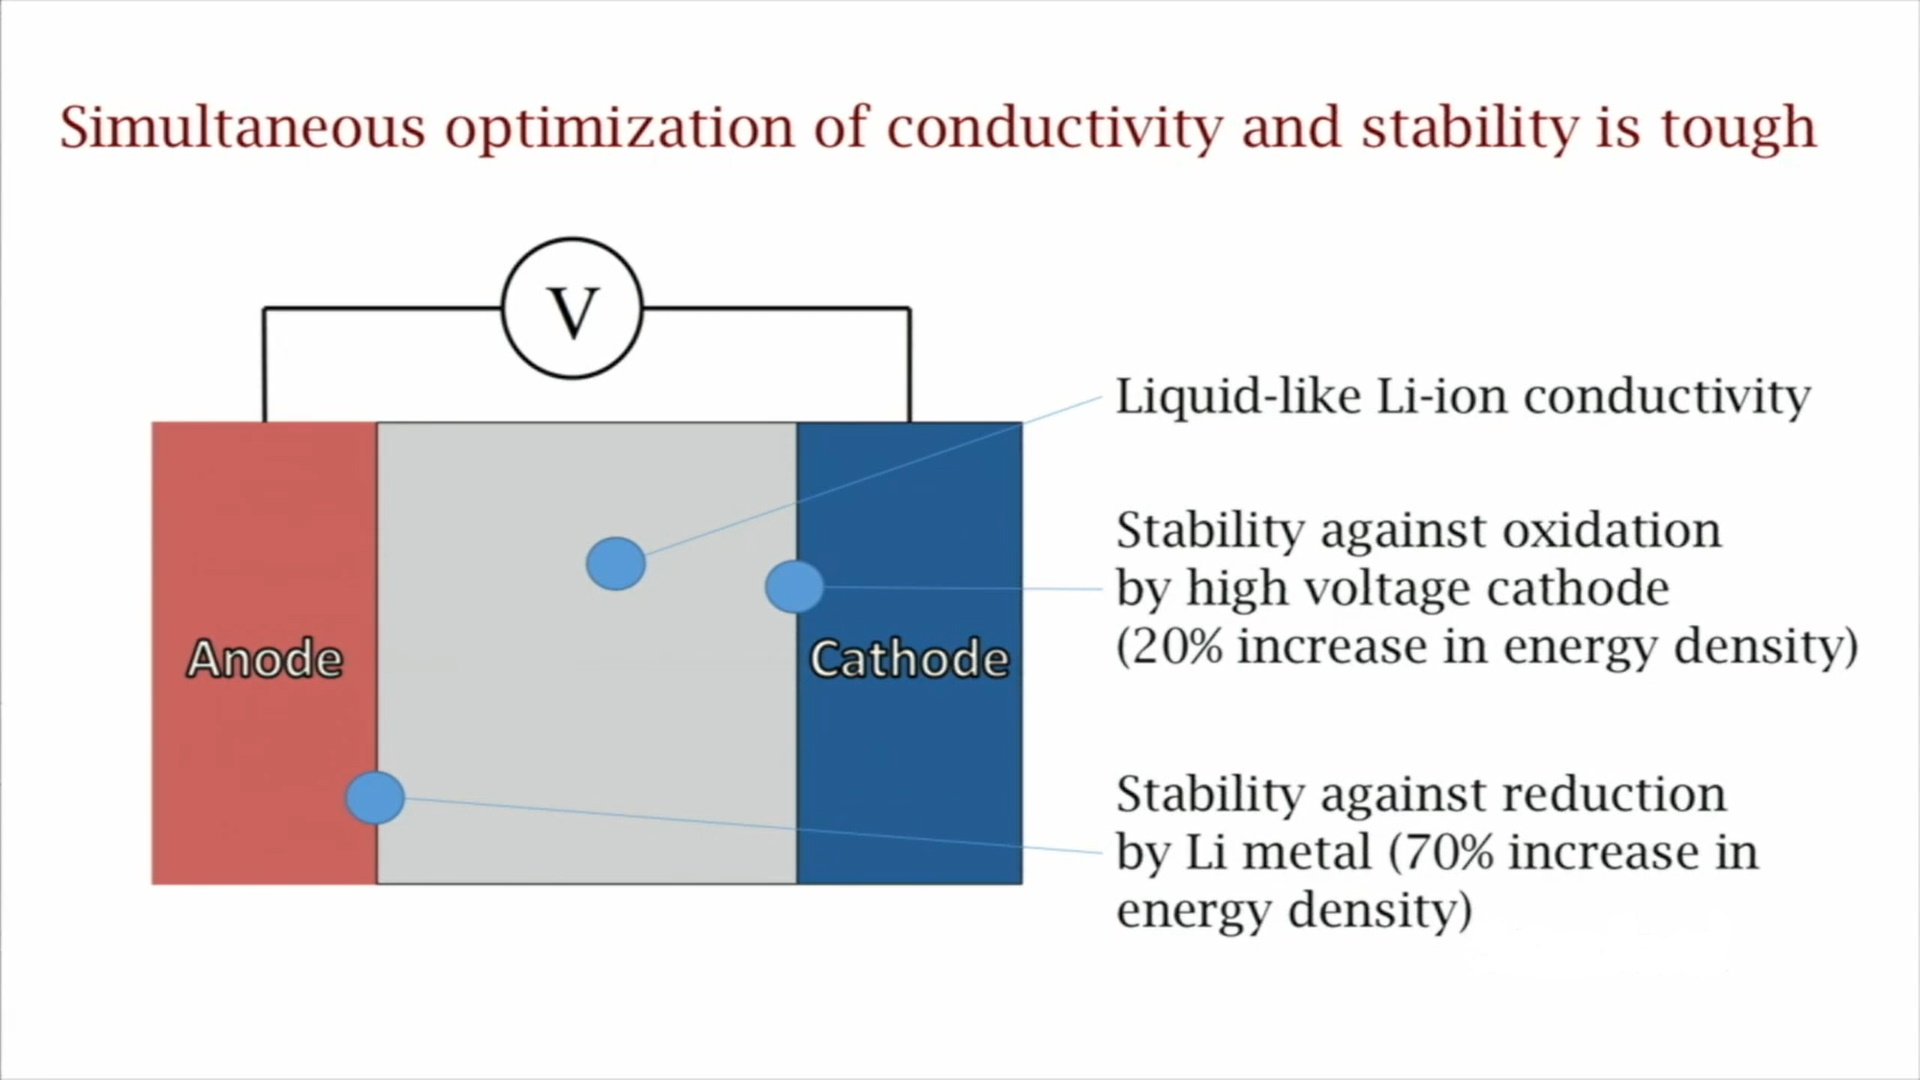 Simultaneous optimization of conductivity and stability is tough
V
Liquid-like Li-ion conductivity
Stability against oxidation
by high voltage cathode
(20% increase in energy density)
Anode
Cathode
Stability against reduction
by Li metal (70% increase in
energy density)